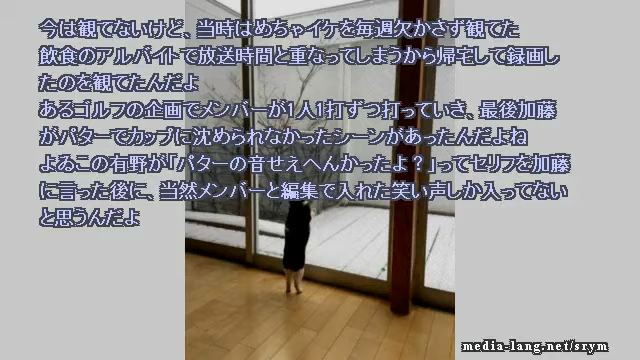 今は観てないけど、当時はめちゃイケを毎週欠かさず観てた
飲食のアルバイトで放送時間と重なってしまうから帰宅して録画し
たのを観てたんだよ
あるゴルフの企画でメンバーが1人1打ずつ打っていき、最後加藤
がパターでカップに沈められなかったシーンがあったんだよね
よゐこの有野が「パターの音せえへんかったよ？」ってセリフを加藤
に言った後に、当然メンバーと編集で入れた笑い声しか入ってない
と思うんだよ
media-lang.net/srym